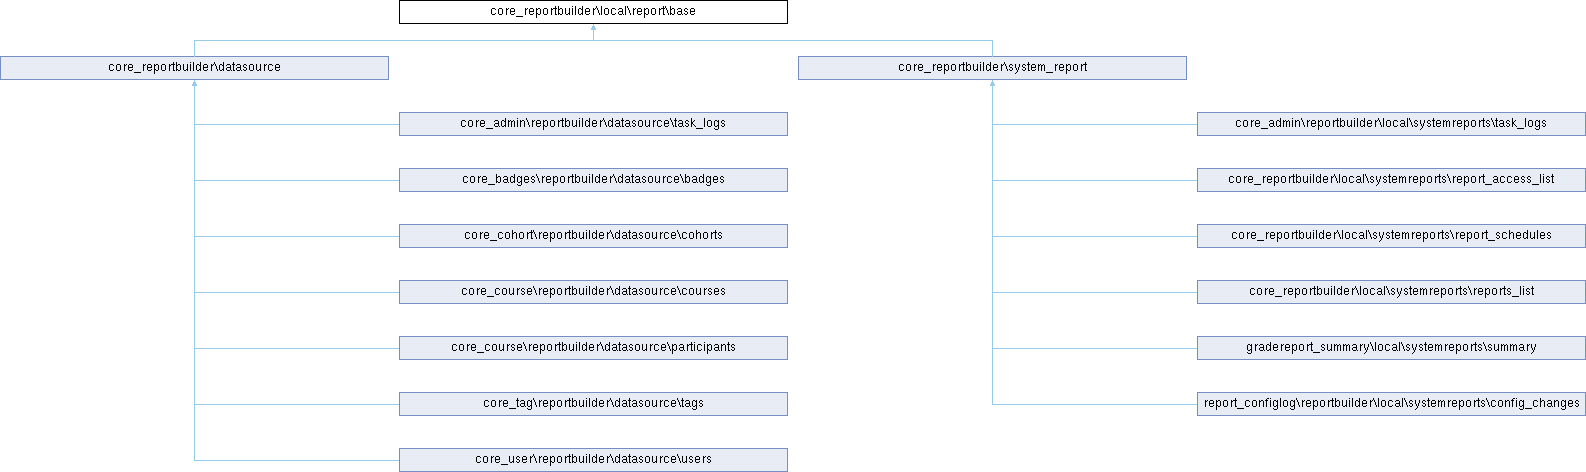 core_reportbuilder\local\report\base
core_reportbuilder\datasource
core_reportbuilder\system_report
core_admin\reportbuilder\datasource\task_logs
core_admin\reportbuilder\local\systemreports\task_logs
core_badges\reportbuilder\datasource\badges
core_reportbuilder\local\systemreports\report_access_list
core_cohort\reportbuilder\datasource\cohorts
core_reportbuilder\local\systemreports\report_schedules
core_course\reportbuilder\datasource\courses
core_reportbuilder\local\systemreports\reports_list
core_course\reportbuilder\datasource\participants
gradereport_summary\local\systemreports\summary
core_tag\reportbuilder\datasource\tags
report_configlog\reportbuilder\local\systemreports\config_changes
core_user\reportbuilder\datasource\users